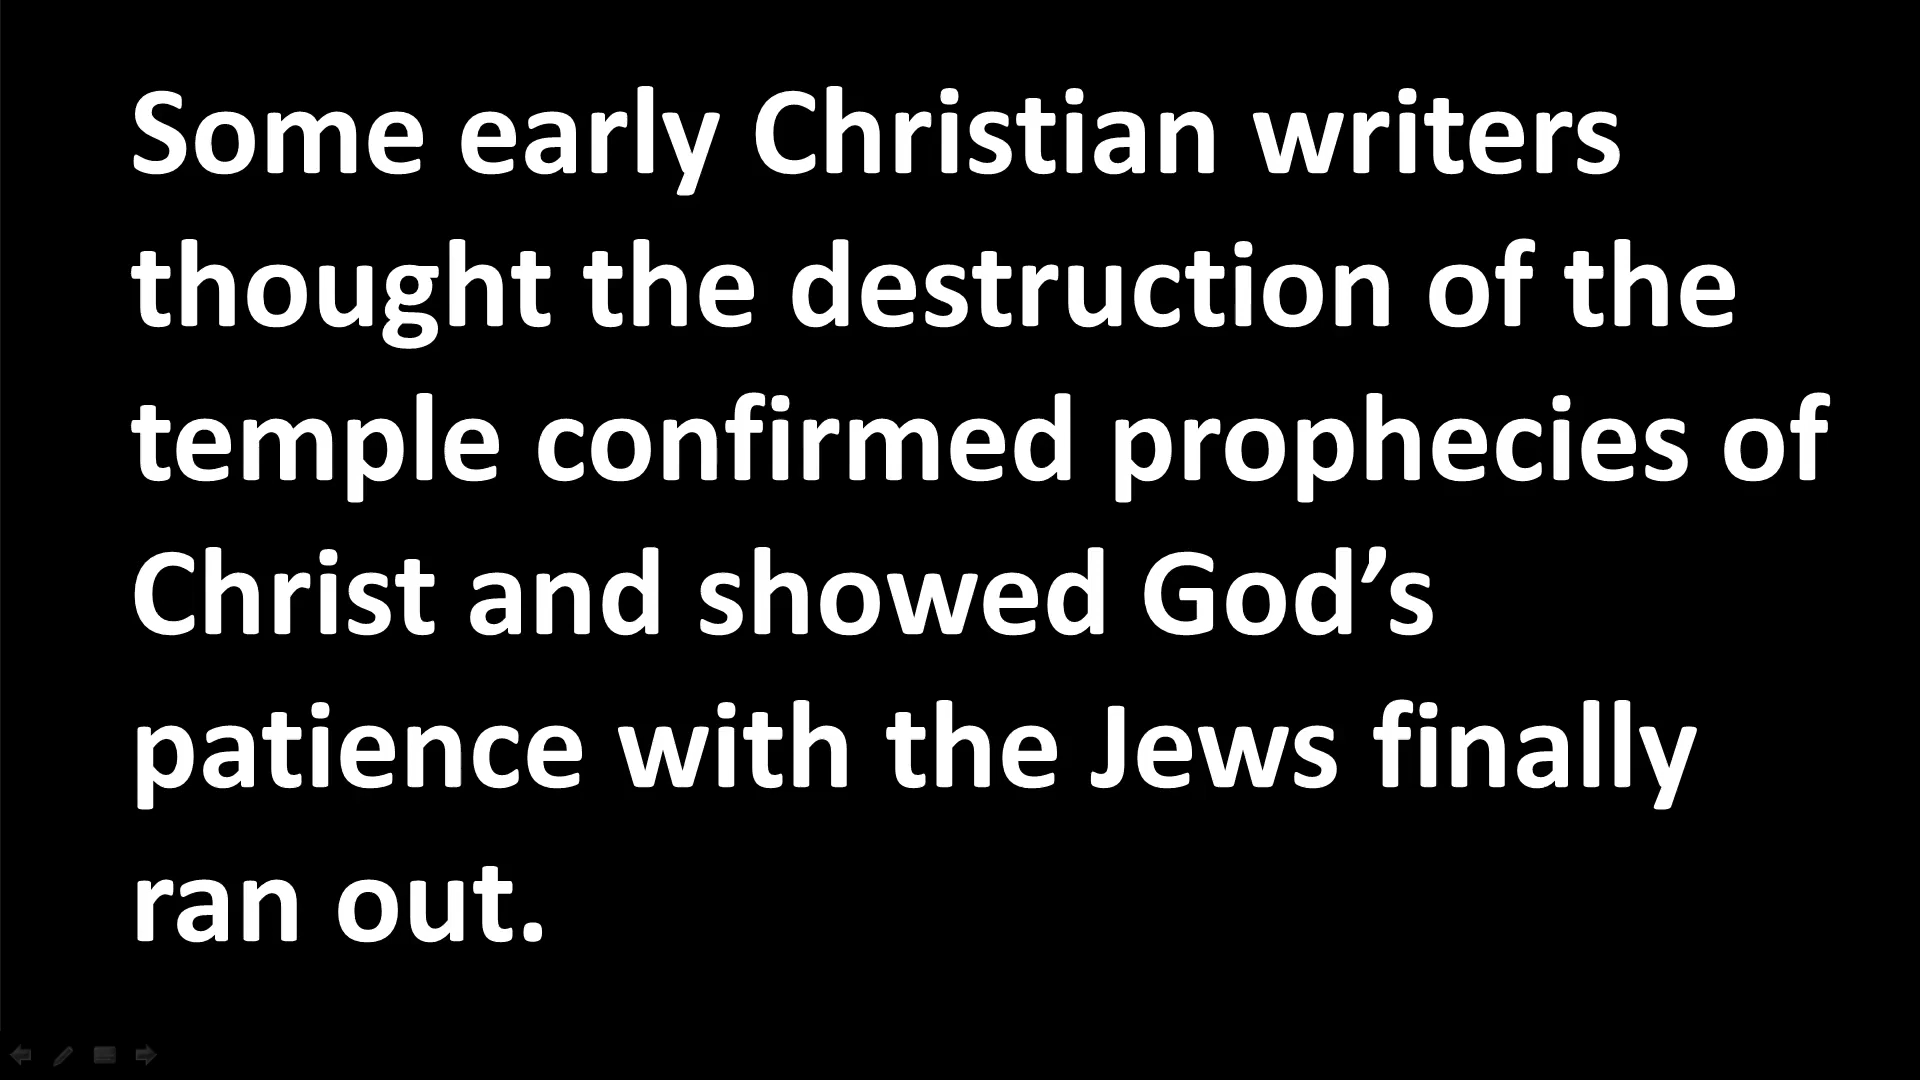 Some early Christian writers
thought the destruction of the
temple confirmed prophecies of
Christ and showed God’s
patience with the Jews finally
ran out.